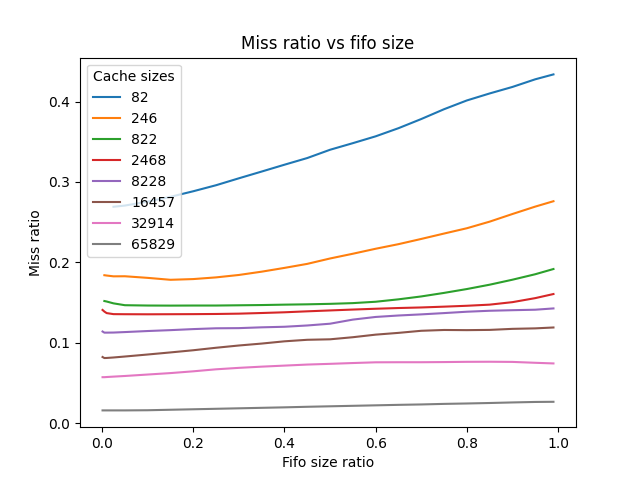 Miss ratio vs fifo size
Cache sizes
82
246
822
2468
8228
16457
32914
65829
Miss ratio
0.4
0.3
0.2
0.1
0.0
0.0 0.2 0.4 0.6 0.8 1.0
Fifo size ratio